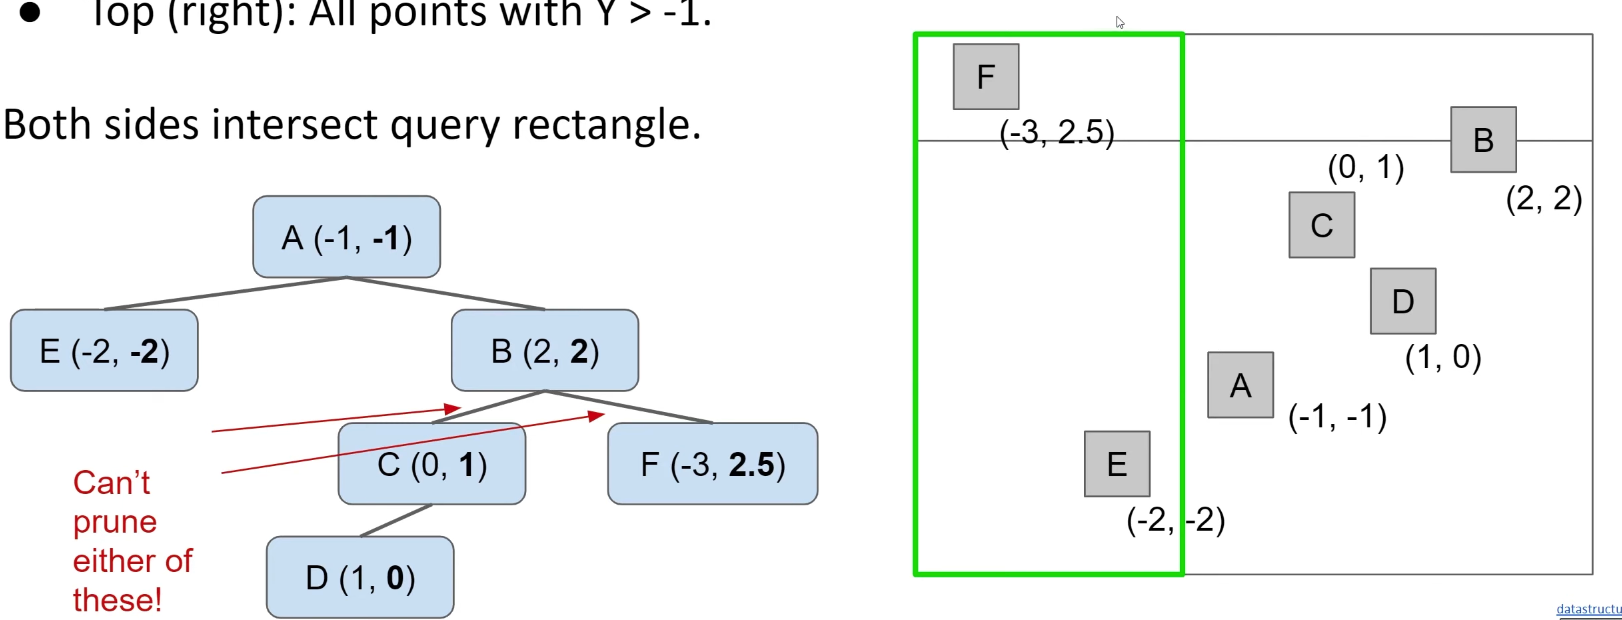 ● Top (right): All points with Y > -1.
Both sides intersect query rectangle.
A (-1, -1)
E (-2, -2)
B (2, 2)
C (0, 1)
F (-3, 2.5)
D (1, 0)
Can't
prune
either of
these!
F
(-3, 2.5)
B
(2, 2)
(0, 1)
C
D
(1, 0)
A
(-1, -1)
E
(-2, -2)
datastructu